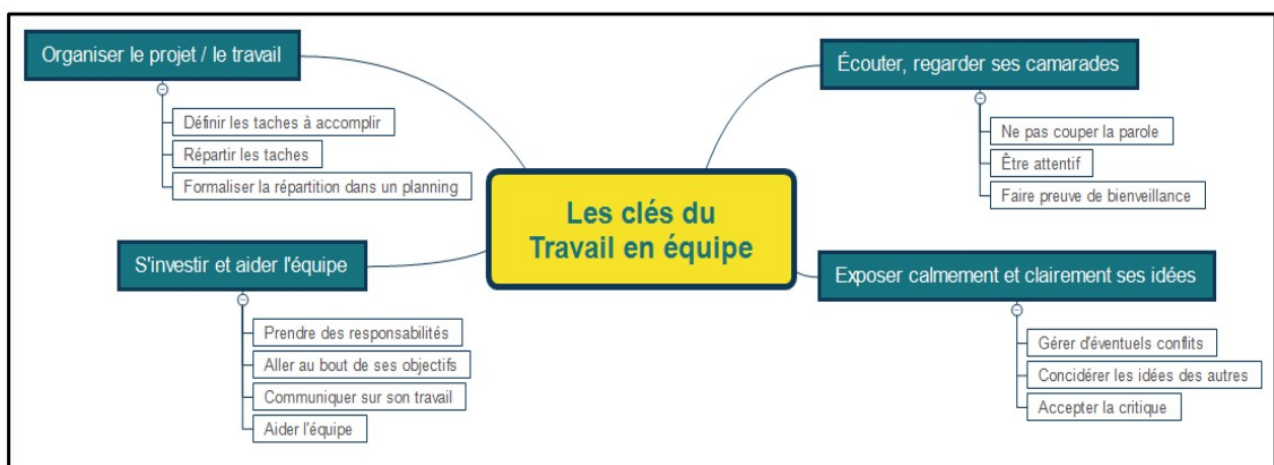 Organiser le projet / le travail
Définir les taches à accomplir
Répartir les taches
Formaliser la répartition dans un planning
Écouter, regarder ses camarades
Ne pas couper la parole
Être attentif
Faire preuve de bienveillance
Les clés du
Travail en équipe
S'investir et aider l'équipe
Prendre des responsabilités
Aller au bout de ses objectifs
Communiquer sur son travail
Aider l'équipe
Exposer calmement et clairement ses idées
Gérer d'éventuels conflits
Concidérer les idées des autres
Accepter la critique